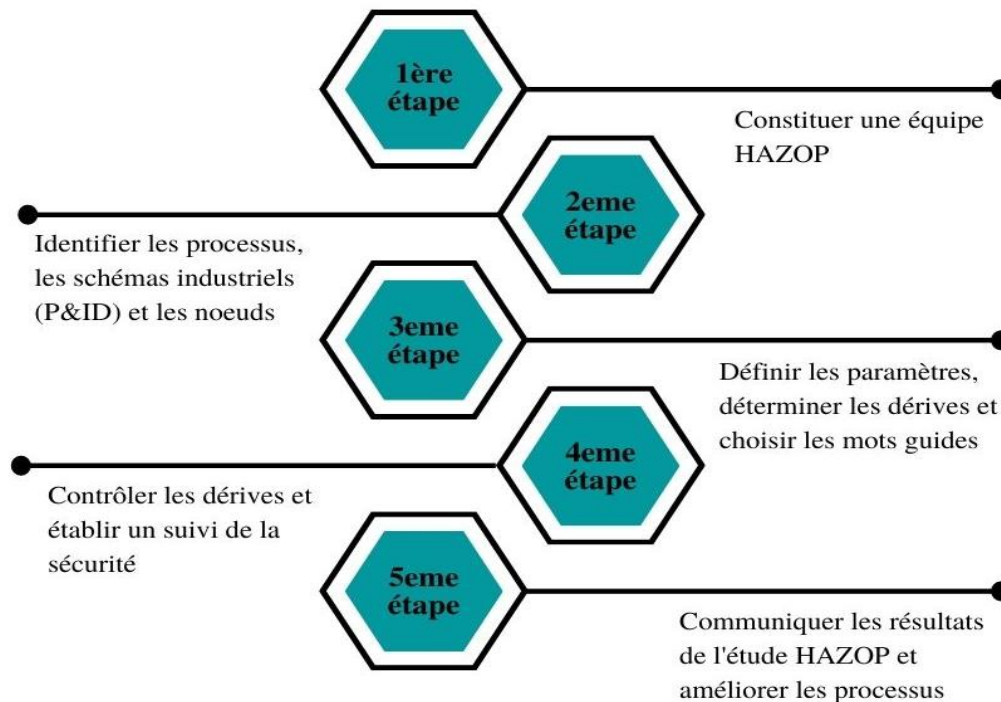 1ère
étape
Constituer une équipe
HAZOP
2eme
étape
Identifier les processus,
les schémas industriels
(P&ID) et les noeuds
3eme
étape
Définir les paramètres,
déterminer les dérives et
choisir les mots guides
4eme
étape
Contrôler les dérives et
établir un suivi de la
sécurité
5eme
étape
Communiquer les résultats
de l'étude HAZOP et
améliorer les processus